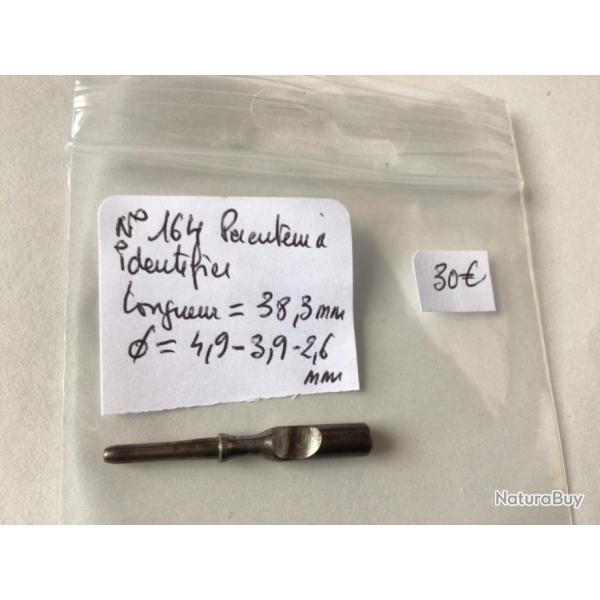 N° 164 Percuteur à
identifier
Longueur = 38,3 mm
∅ = 4,9-3,9-2,6
mm
30€
NaturaBuy